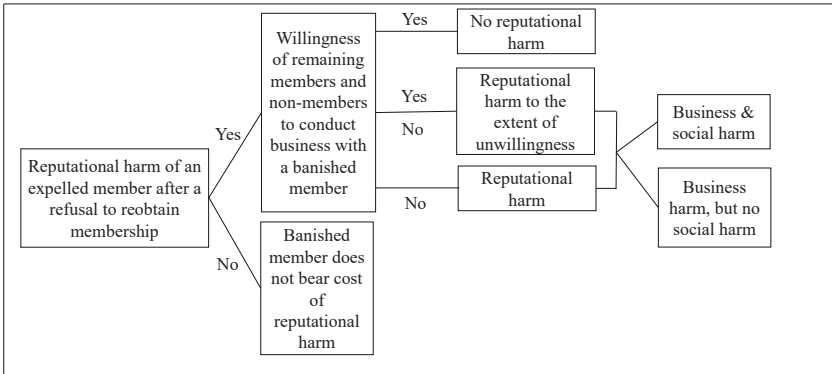 Reputational harm of an
expelled member after a
refusal to reobtain
membership
Yes
No
Willingness
of remaining
members and
non-members
to conduct
business with
a banished
member
Banished
member does
not bear cost
of
reputational
harm
Yes
Yes
No
No
No reputational
harm
Reputational
harm to the
extent of
unwillingness
Reputational
harm
Business &
social harm
Business
harm, but no
social harm